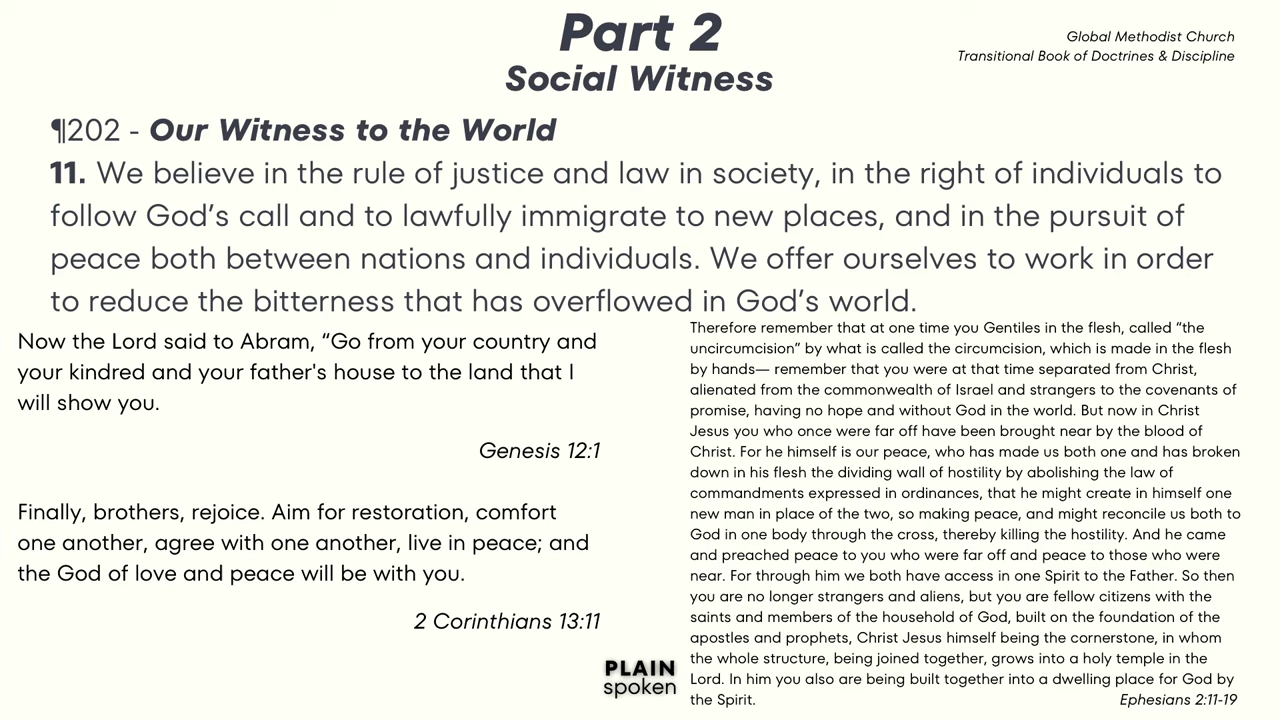 Part 2
Social Witness
Global Methodist Church
Transitional Book of Doctrines & Discipline
¶202 - Our Witness to the World
11. We believe in the rule of justice and law in society, in the right of individuals to
follow God’s call and to lawfully immigrate to new places, and in the pursuit of
peace both between nations and individuals. We offer ourselves to work in order
to reduce the bitterness that has overflowed in God’s world.
Now the Lord said to Abram, “Go from your country and
your kindred and your father's house to the land that I
will show you.
Genesis 12:1
Finally, brothers, rejoice. Aim for restoration, comfort
one another, agree with one another, live in peace; and
the God of love and peace will be with you.
2 Corinthians 13:11
Therefore remember that at one time you Gentiles in the flesh, called “the
uncircumcision” by what is called the circumcision, which is made in the flesh
by hands— remember that you were at that time separated from Christ,
alienated from the commonwealth of Israel and strangers to the covenants of
promise, having no hope and without God in the world. But now in Christ
Jesus you who once were far off have been brought near by the blood of
Christ. For he himself is our peace, who has made us both one and has broken
down in his flesh the dividing wall of hostility by abolishing the law of
commandments expressed in ordinances, that he might create in himself one
new man in place of the two, so making peace, and might reconcile us both to
God in one body through the cross, thereby killing the hostility. And he came
and preached peace to you who were far off and peace to those who were
near. For through him we both have access in one Spirit to the Father. So then
you are no longer strangers and aliens, but you are fellow citizens with the
saints and members of the household of God, built on the foundation of the
apostles and prophets, Christ Jesus himself being the cornerstone, in whom
the whole structure, being joined together, grows into a holy temple in the
Lord. In him you also are being built together into a dwelling place for God by
the Spirit.
Ephesians 2:11-19
PLAIN
spoken